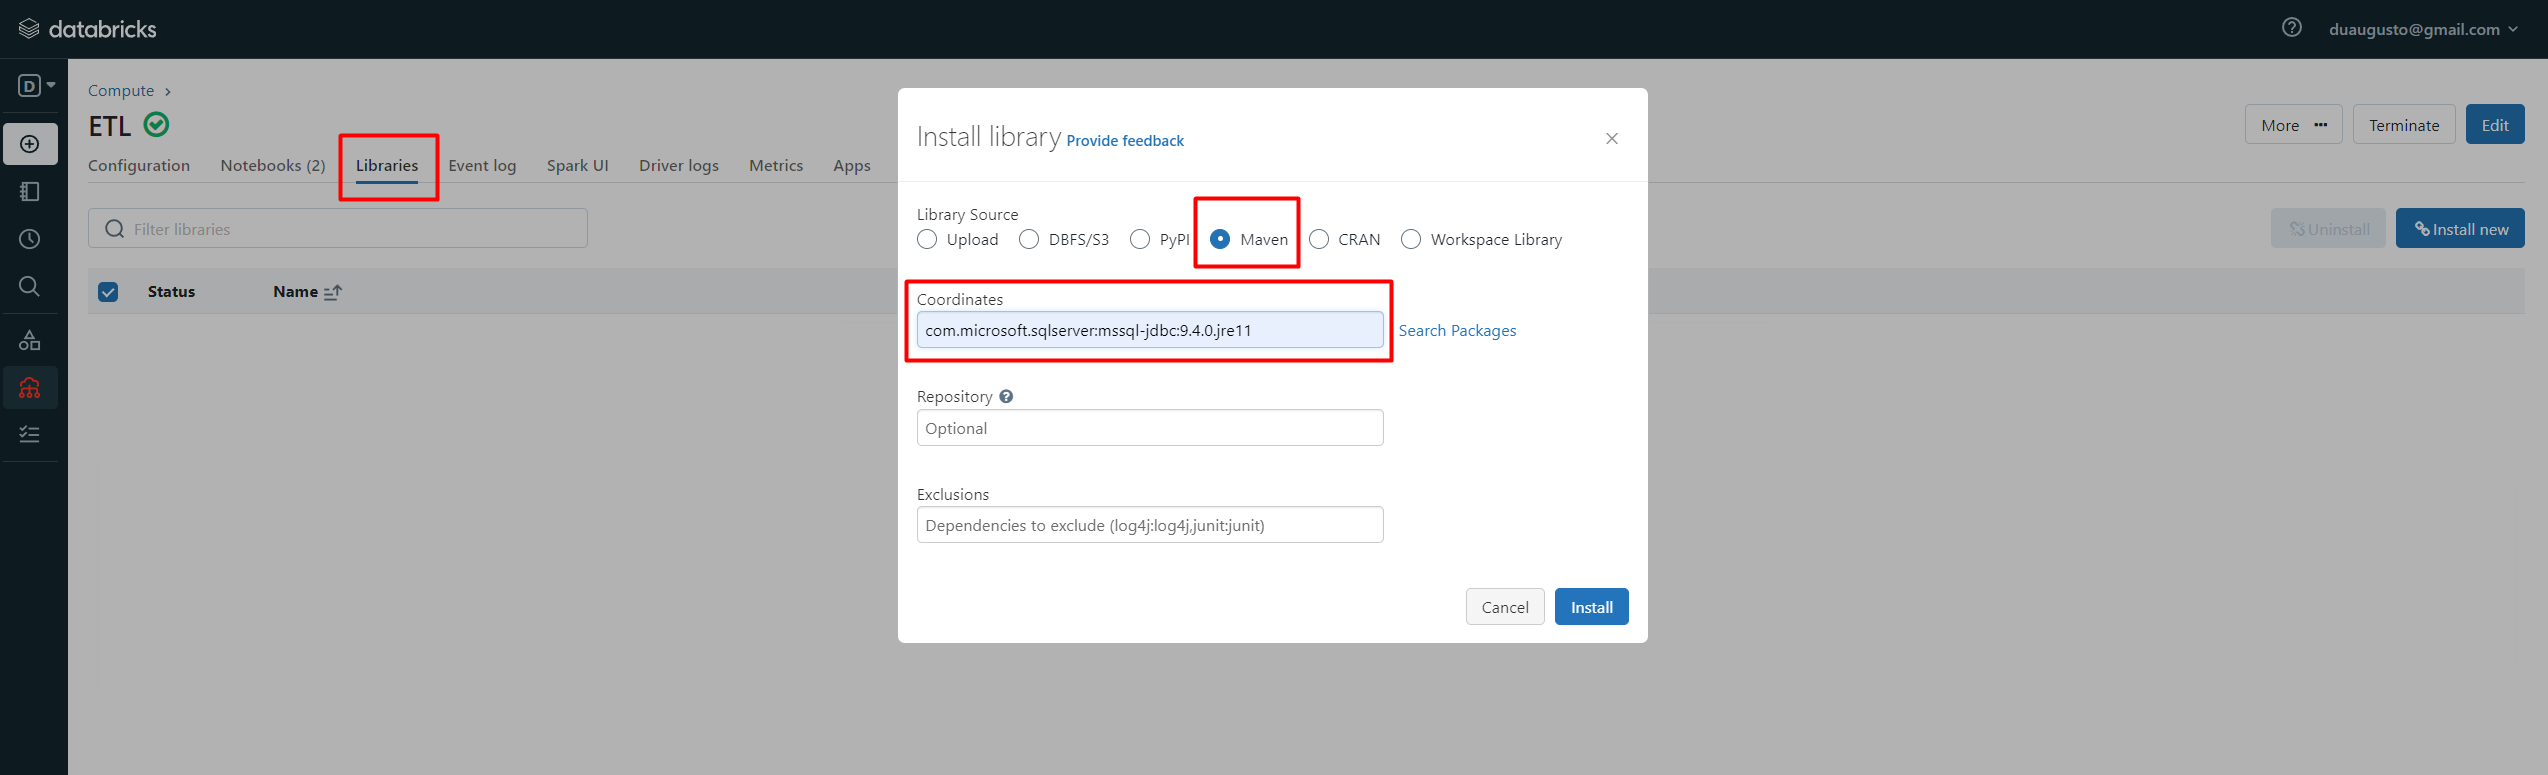 databricks
duaugusto@gmail.com
D
Compute
ETL
More
Terminate
Edit
Configuration
Notebooks (2)
Libraries
Event log
Spark UI
Driver logs
Metrics
Apps
Filter libraries
Uninstall
Install new
Status
Name
Install library Provide feedback
Library Source
Upload
DBFS/S3
PyPI
Maven
CRAN
Workspace Library
Coordinates
com.microsoft.sqlserver:mssql-jdbc:9.4.0.jre11
Search Packages
Repository
Optional
Exclusions
Dependencies to exclude (log4j:log4j,junit:junit)
Cancel
Install